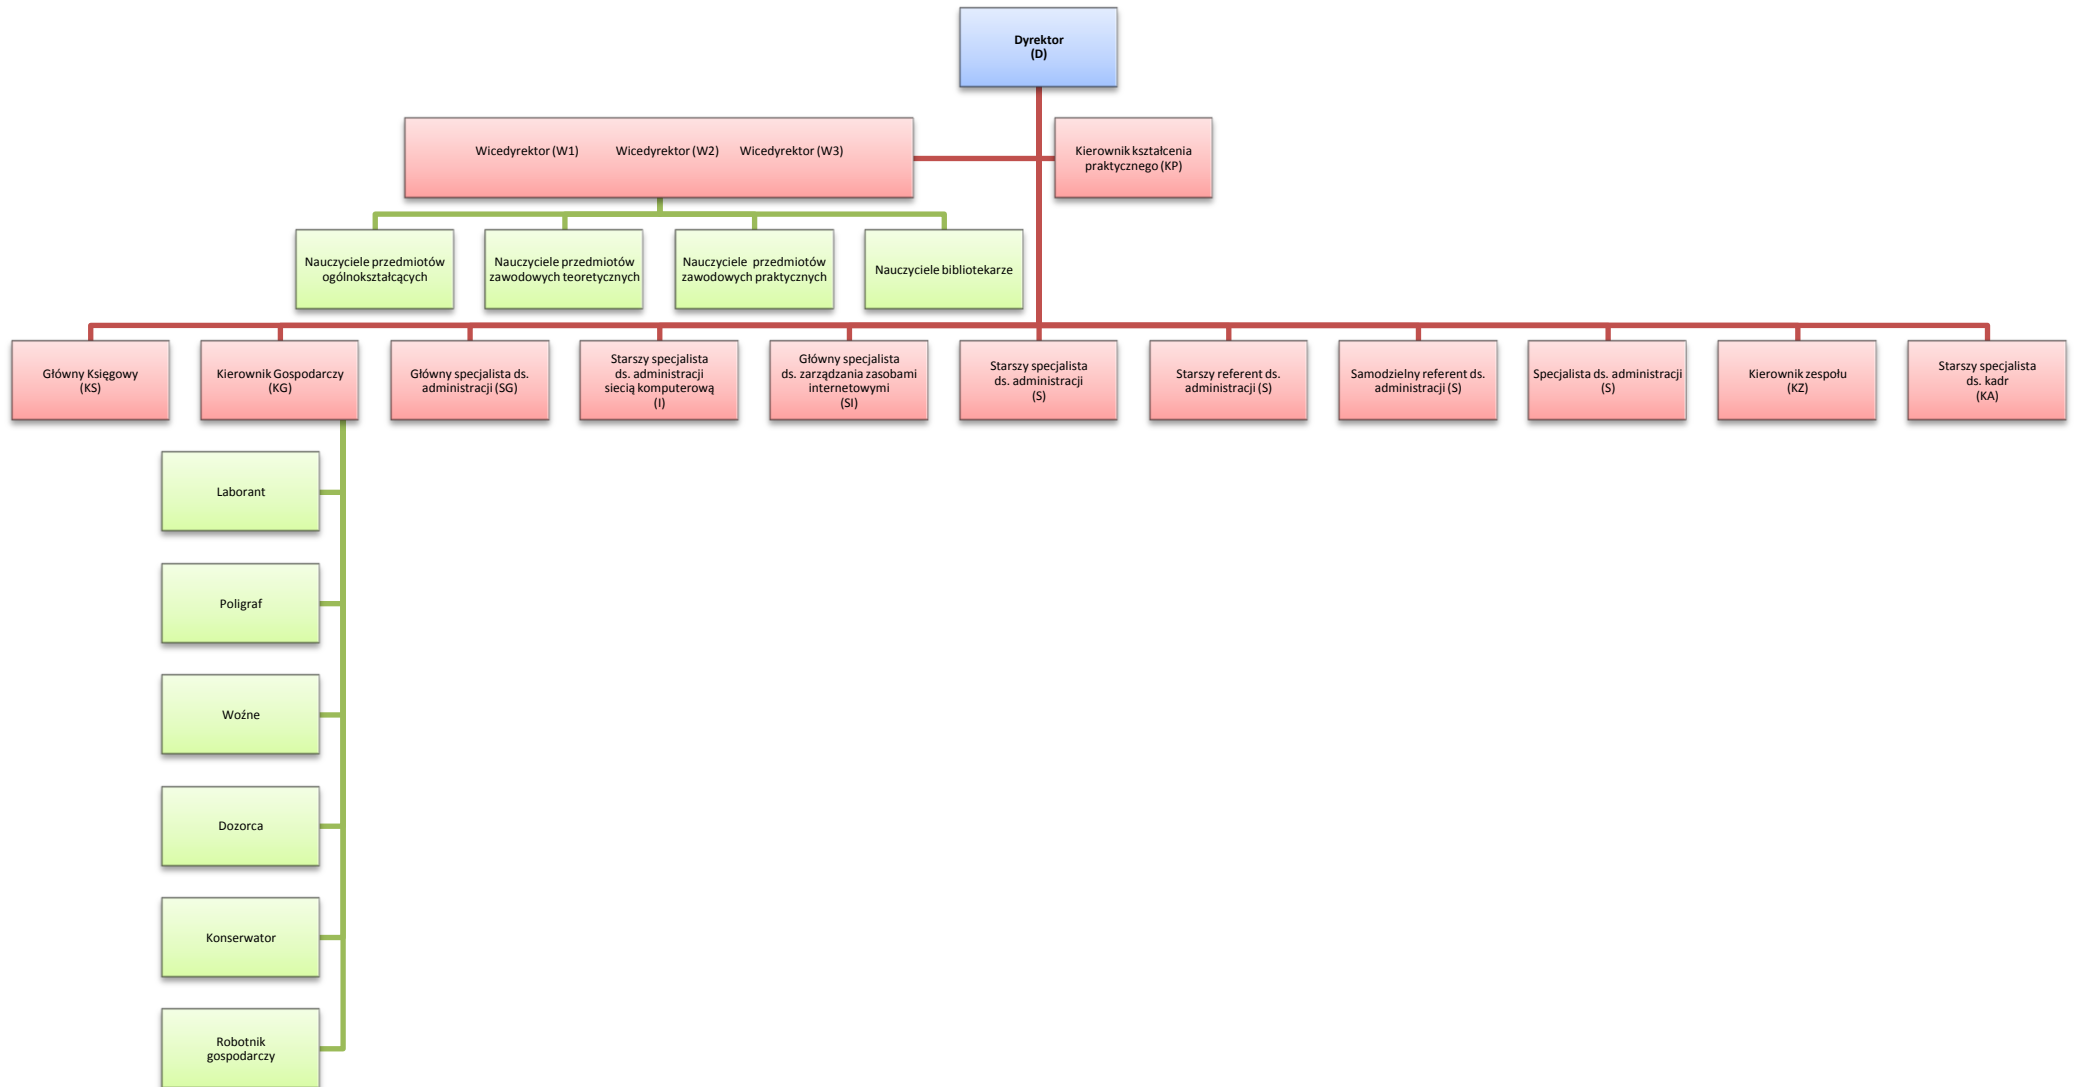 Dyrektor
(D)
Wicedyrektor (W1) Wicedyrektor (W2) Wicedyrektor (W3)
Kierownik kształcenia
praktycznego (KP)
Nauczyciele przedmiotów
ogólnokształcących
Nauczyciele przedmiotów
zawodowych teoretycznych
Nauczyciele przedmiotów
zawodowych praktycznych
Nauczyciele bibliotekarze
Główny Księgowy
(KS)
Kierownik Gospodarczy
(KG)
Główny specjalista ds.
administracji (SG)
Starszy specjalista
ds. administracji
siecią komputerową
(I)
Główny specjalista
ds. zarządzania zasobami
internetowymi
(SI)
Starszy specjalista
ds. administracji
(S)
Starszy referent ds.
administracji (S)
Samodzielny referent ds.
administracji (S)
Specjalista ds. administracji
(S)
Kierownik zespołu
(KZ)
Starszy specjalista
ds. kadr
(KA)
Laborant
Poligraf
Woźne
Dozorca
Konserwator
Robotnik
gospodarczy